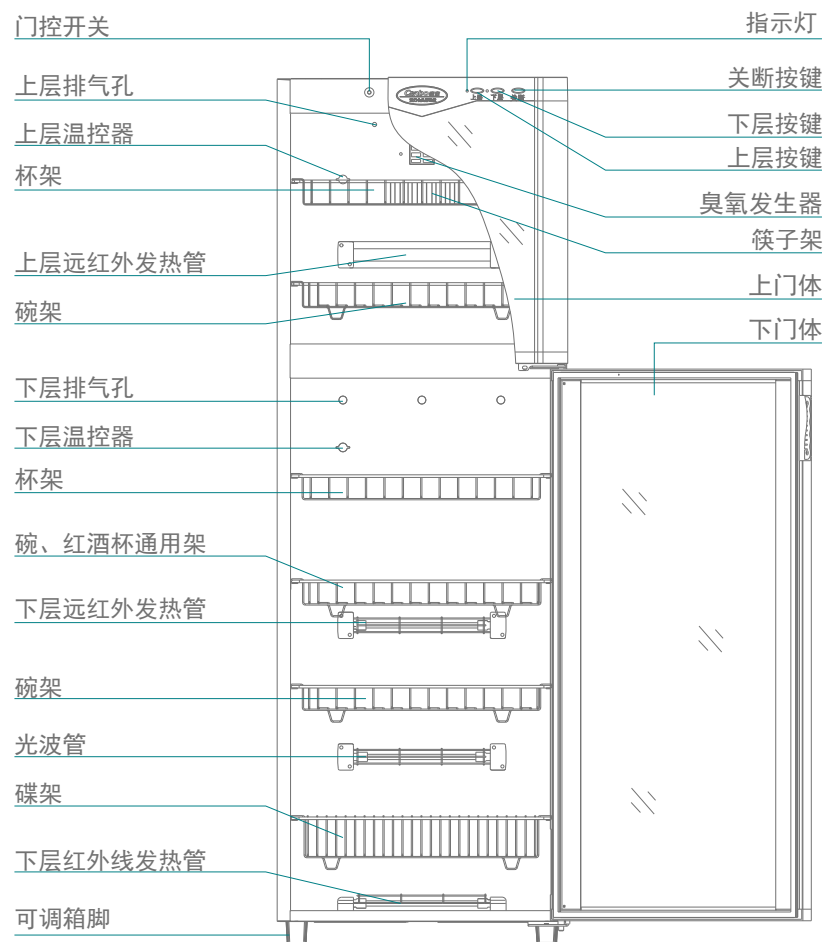 门控开关
上层排气孔
上层温控器
杯架
上层远红外发热管
碗架
下层排气孔
下层温控器
杯架
碗、红酒杯通用架
下层远红外发热管
碗架
光波管
碟架
下层红外线发热管
可调箱脚
指示灯
关断按键
下层按键
上层按键
臭氧发生器
筷子架
上门体
下门体
上层 下层